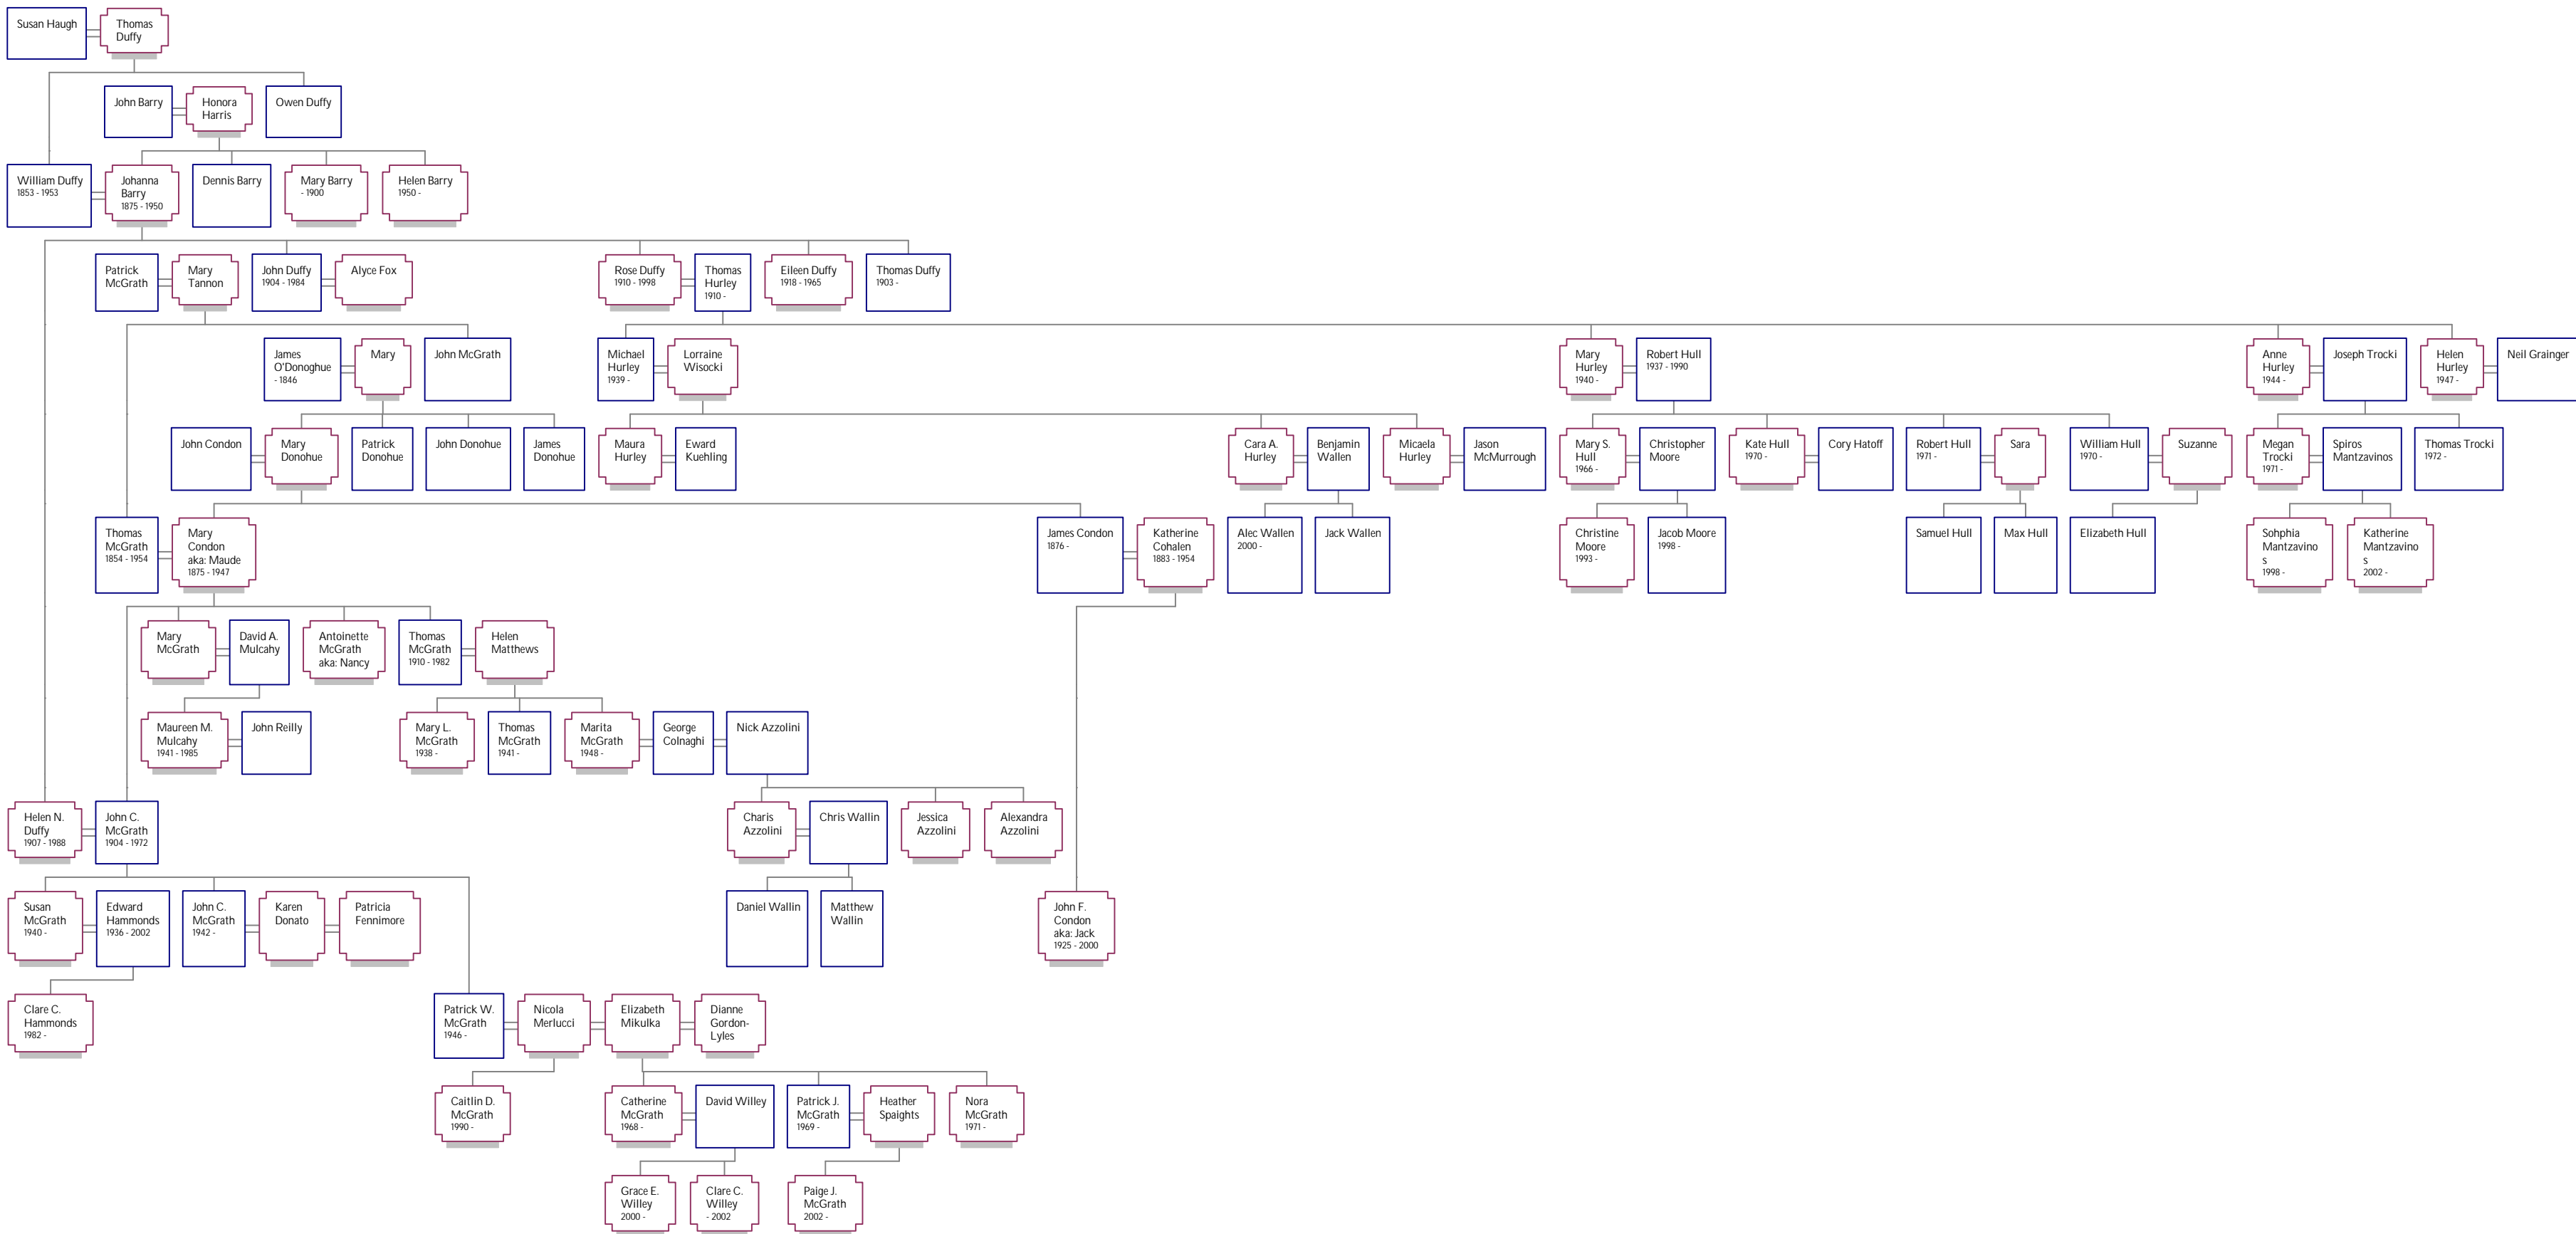 Susan Haugh
Thomas
Duffy
John Barry
Honora
Harris
Owen Duffy
William Duffy
1853 - 1953
Johanna
Barry
1875 - 1950
Dennis Barry
Mary Barry
- 1900
Helen Barry
1950 -
Patrick
McGrath
Mary
Tannon
John Duffy
1904 - 1984
Alyce Fox
Rose Duffy
1910 - 1998
Thomas
Hurley
1910 -
Eileen Duffy
1918 - 1965
Thomas Duffy
1903 -
James
O'Donoghue
- 1846
Mary
John McGrath
Michael
Hurley
1939 -
Lorraine
Wisocki
Mary
Hurley
1940 -
Robert Hull
1937 - 1990
Anne
Hurley
1944 -
Joseph Trocki
Helen
Hurley
1947 -
Neil Grainger
John Condon
Mary
Donohue
Patrick
Donohue
John Donohue
James
Donohue
Maura
Hurley
Eward
Kuehling
Cara A.
Hurley
Benjamin
Wallen
Micaela
Hurley
Jason
McMurrough
Mary S.
Hull
1966 -
Christopher
Moore
Kate Hull
1970 -
Cory Hatoff
Robert Hull
1971 -
Sara
William Hull
1970 -
Suzanne
Megan
Trocki
1971 -
Spiros
Mantzavinos
Thomas Trocki
1972 -
Thomas
McGrath
1854 - 1954
Mary
Condon
aka: Maude
1875 - 1947
James Condon
1876 -
Katherine
Cohalen
1883 - 1954
Alec Wallen
2000 -
Jack Wallen
Christine
Moore
1993 -
Jacob Moore
1998 -
Samuel Hull
Max Hull
Elizabeth Hull
Sohphia
Mantzavino
s
1998 -
Katherine
Mantzavino
s
2002 -
Mary
McGrath
David A.
Mulcahy
Antoinette
McGrath
aka: Nancy
Thomas
McGrath
1910 - 1982
Helen
Matthews
Maureen M.
Mulcahy
1941 - 1985
John Reilly
Mary L.
McGrath
1938 -
Thomas
McGrath
1941 -
Marita
McGrath
1948 -
George
Colnaghi
Nick Azzolini
Helen N.
Duffy
1907 - 1988
John C.
McGrath
1904 - 1972
Charis
Azzolini
Chris Wallin
Jessica
Azzolini
Alexandra
Azzolini
Susan
McGrath
1940 -
Edward
Hammonds
1936 - 2002
John C.
McGrath
1942 -
Karen
Donato
Patricia
Fennimore
Daniel Wallin
Matthew
Wallin
John F.
Condon
aka: Jack
1925 - 2000
Clare C.
Hammonds
1982 -
Patrick W.
McGrath
1946 -
Nicola
Merlucci
Elizabeth
Mikulka
Dianne
Gordon-
Lyles
Caitlin D.
McGrath
1990 -
Catherine
McGrath
1968 -
David Willey
Patrick J.
McGrath
1969 -
Heather
Spaights
Nora
McGrath
1971 -
Grace E.
Willey
2000 -
Clare C.
Willey
- 2002
Paige J.
McGrath
2002 -